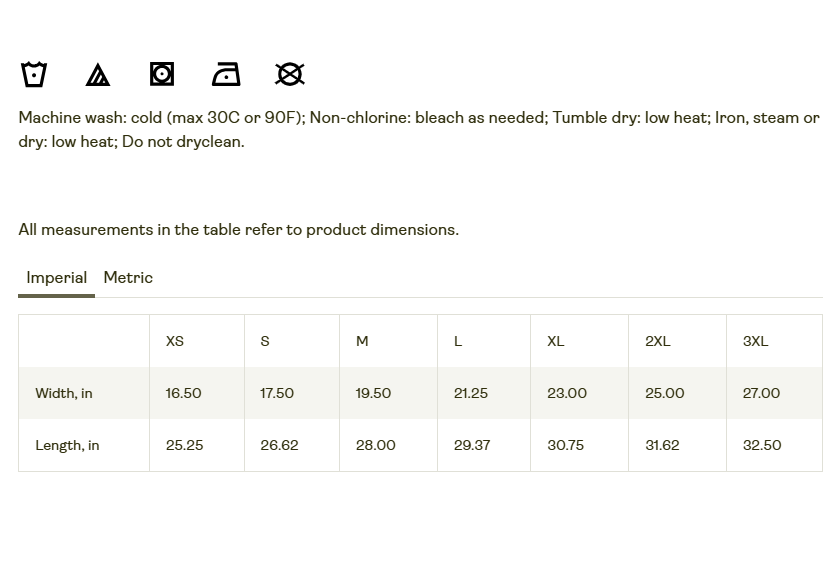 Machine wash: cold (max 30C or 90F); Non-chlorine: bleach as needed; Tumble dry: low heat; Iron, steam or
dry: low heat; Do not dryclean.
All measurements in the table refer to product dimensions.
Imperial Metric
XS S M L XL 2XL 3XL
Width, in 16.50 17.50 19.50 21.25 23.00 25.00 27.00
Length, in 25.25 26.62 28.00 29.37 30.75 31.62 32.50